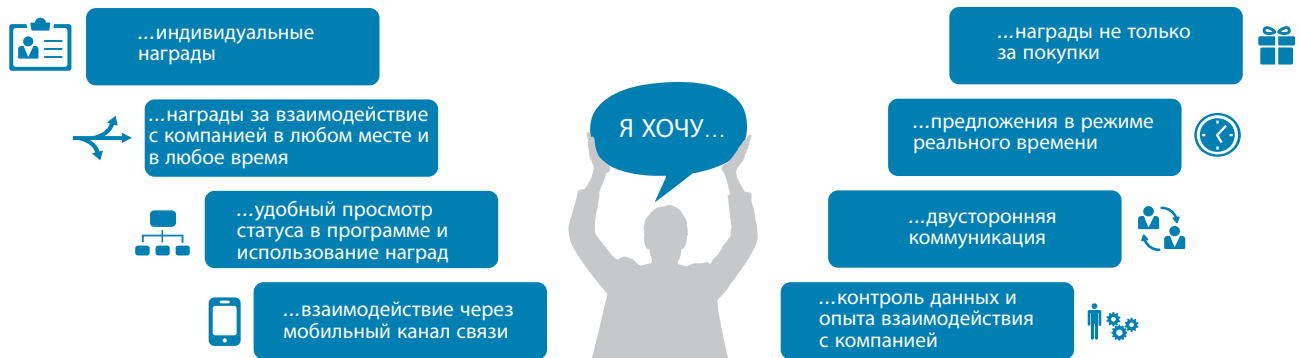 ...индивидуальные
награды
...награды за взаимодействие
с компанией в любом месте и
в любое время
...удобный просмотр
статуса в программе и
использование наград
...взаимодействие через
мобильный канал связи
Я ХОЧУ...
...награды не только
за покупки
...предложения в режиме
реального времени
...двусторонняя
коммуникация
...контроль данных и
опыта взаимодействия
с компанией